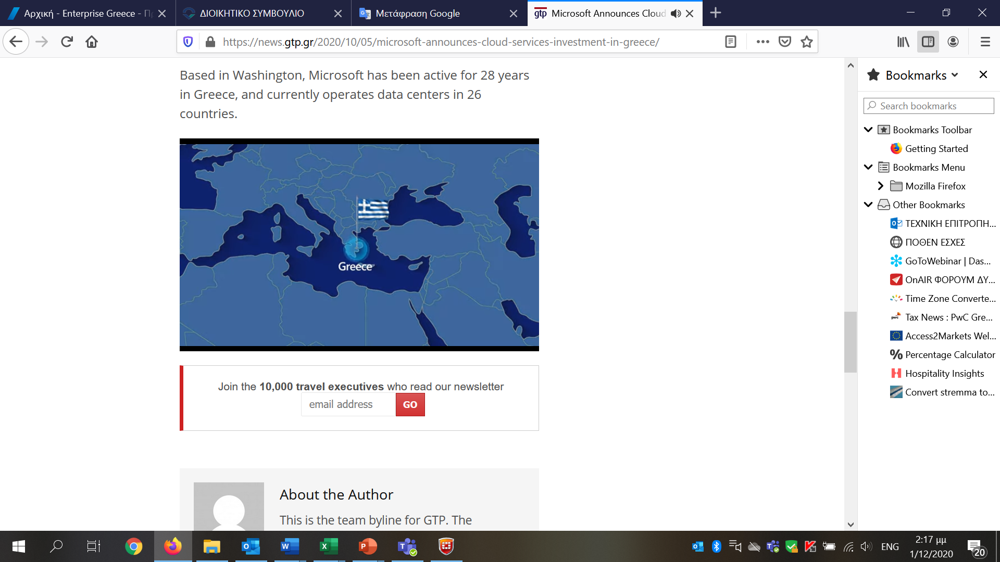 Αρχική - Enterprise Greece - Πρ
ΔΙΟΙΚΗΤΙΚΟ ΣΥΜΒΟΥΛΙΟ
Μετάφραση Google
gtp Microsoft Announces Cloud
https://news.gtp.gr/2020/10/05/microsoft-announces-cloud-services-investment-in-greece/
Based in Washington, Microsoft has been active for 28 years
in Greece, and currently operates data centers in 26
countries.
Greece
Join the 10,000 travel executives who read our newsletter
email address GO
About the Author
This is the team byline for GTP. The
Bookmarks
Search bookmarks
Bookmarks Toolbar
Getting Started
Bookmarks Menu
Mozilla Firefox
Other Bookmarks
ΤΕΧΝΙΚΗ ΕΠΙΤΡΟΠΗ...
ΠΟΘΕΝ ΕΣΧΕΣ
GoToWebinar | Das...
OnAIR ΦΟΡΟΥΜ ΔΥ...
Time Zone Converte...
pwc Tax News : PwC Gre...
Access2Markets Wel...
Percentage Calculator
Hospitality Insights
Convert stremma to...
ENG
2:17 μμ
1/12/2020
20